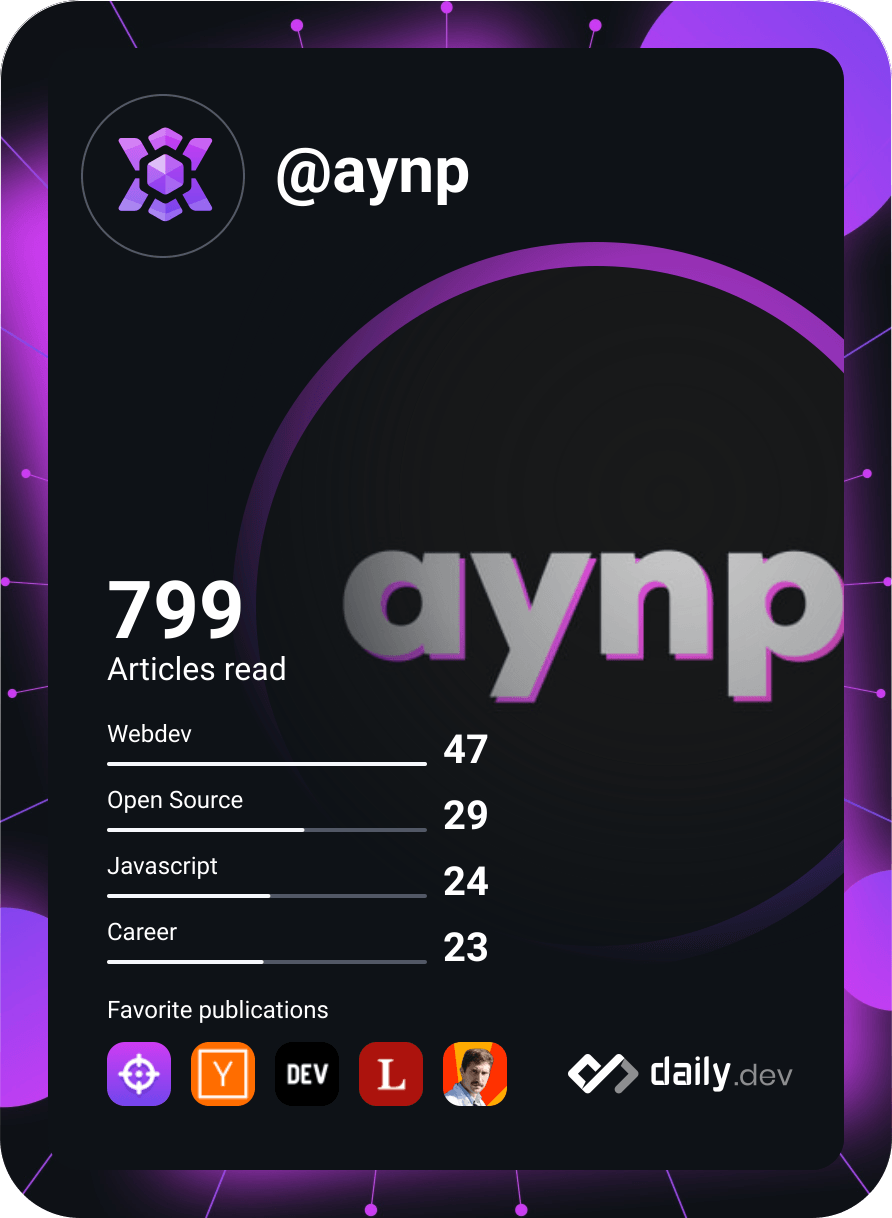 @aynp
aynp
799
Articles read
Webdev
47
Open Source
29
Javascript
24
Career
23
Favorite publications
Y
DEV
L
daily.dev